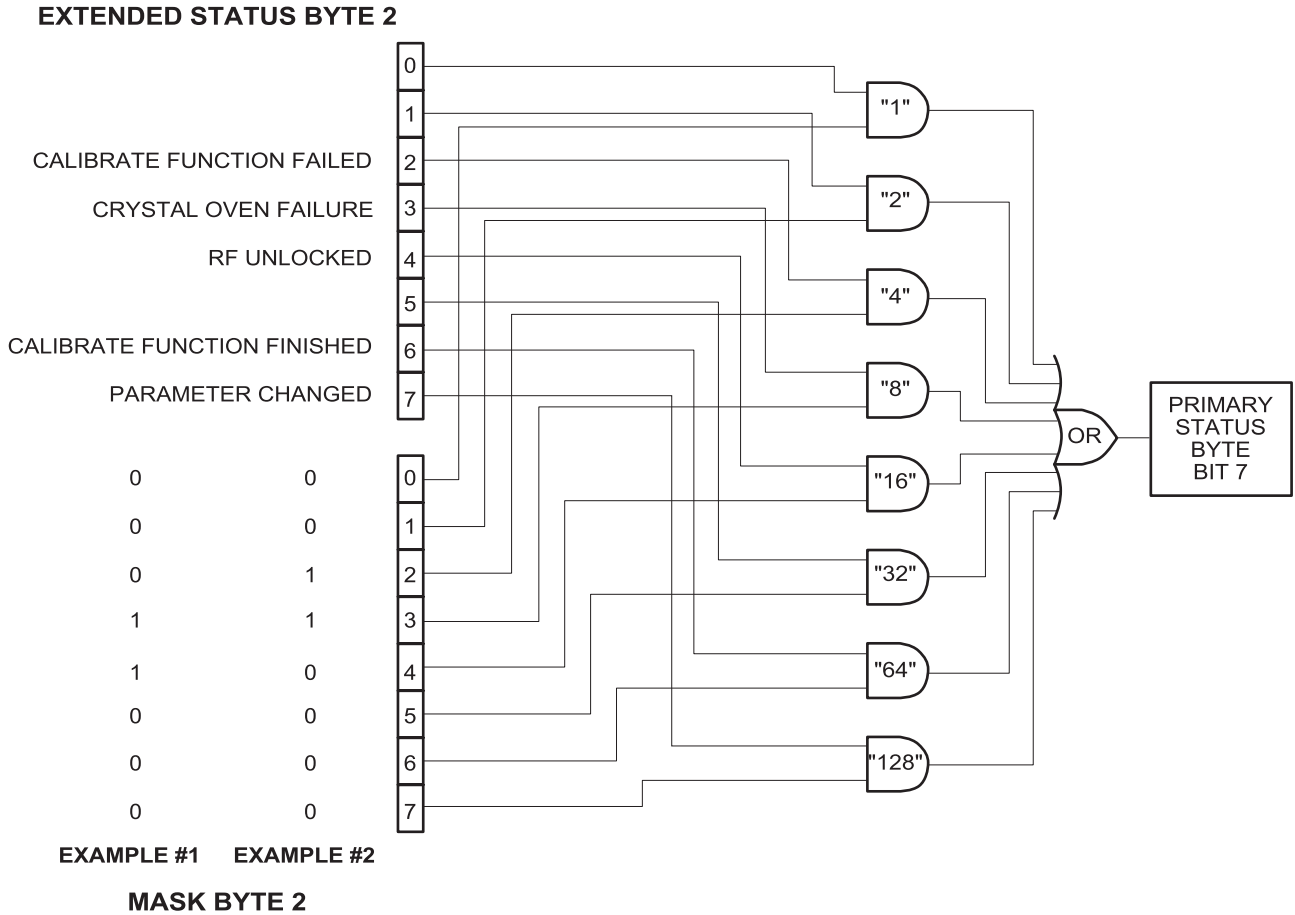 EXTENDED STATUS BYTE 2
0
1
CALIBRATE FUNCTION FAILED 2
CRYSTAL OVEN FAILURE 3
RF UNLOCKED 4
5
CALIBRATE FUNCTION FINISHED 6
PARAMETER CHANGED 7
0 0 0
0 0 1
0 1 2
1 1 3
1 0 4
0 0 5
0 0 6
0 0 7
EXAMPLE #1 EXAMPLE #2
MASK BYTE 2
"1"
"2"
"4"
"8"
"16"
"32"
"64"
"128"
OR
PRIMARY
STATUS
BYTE
BIT 7